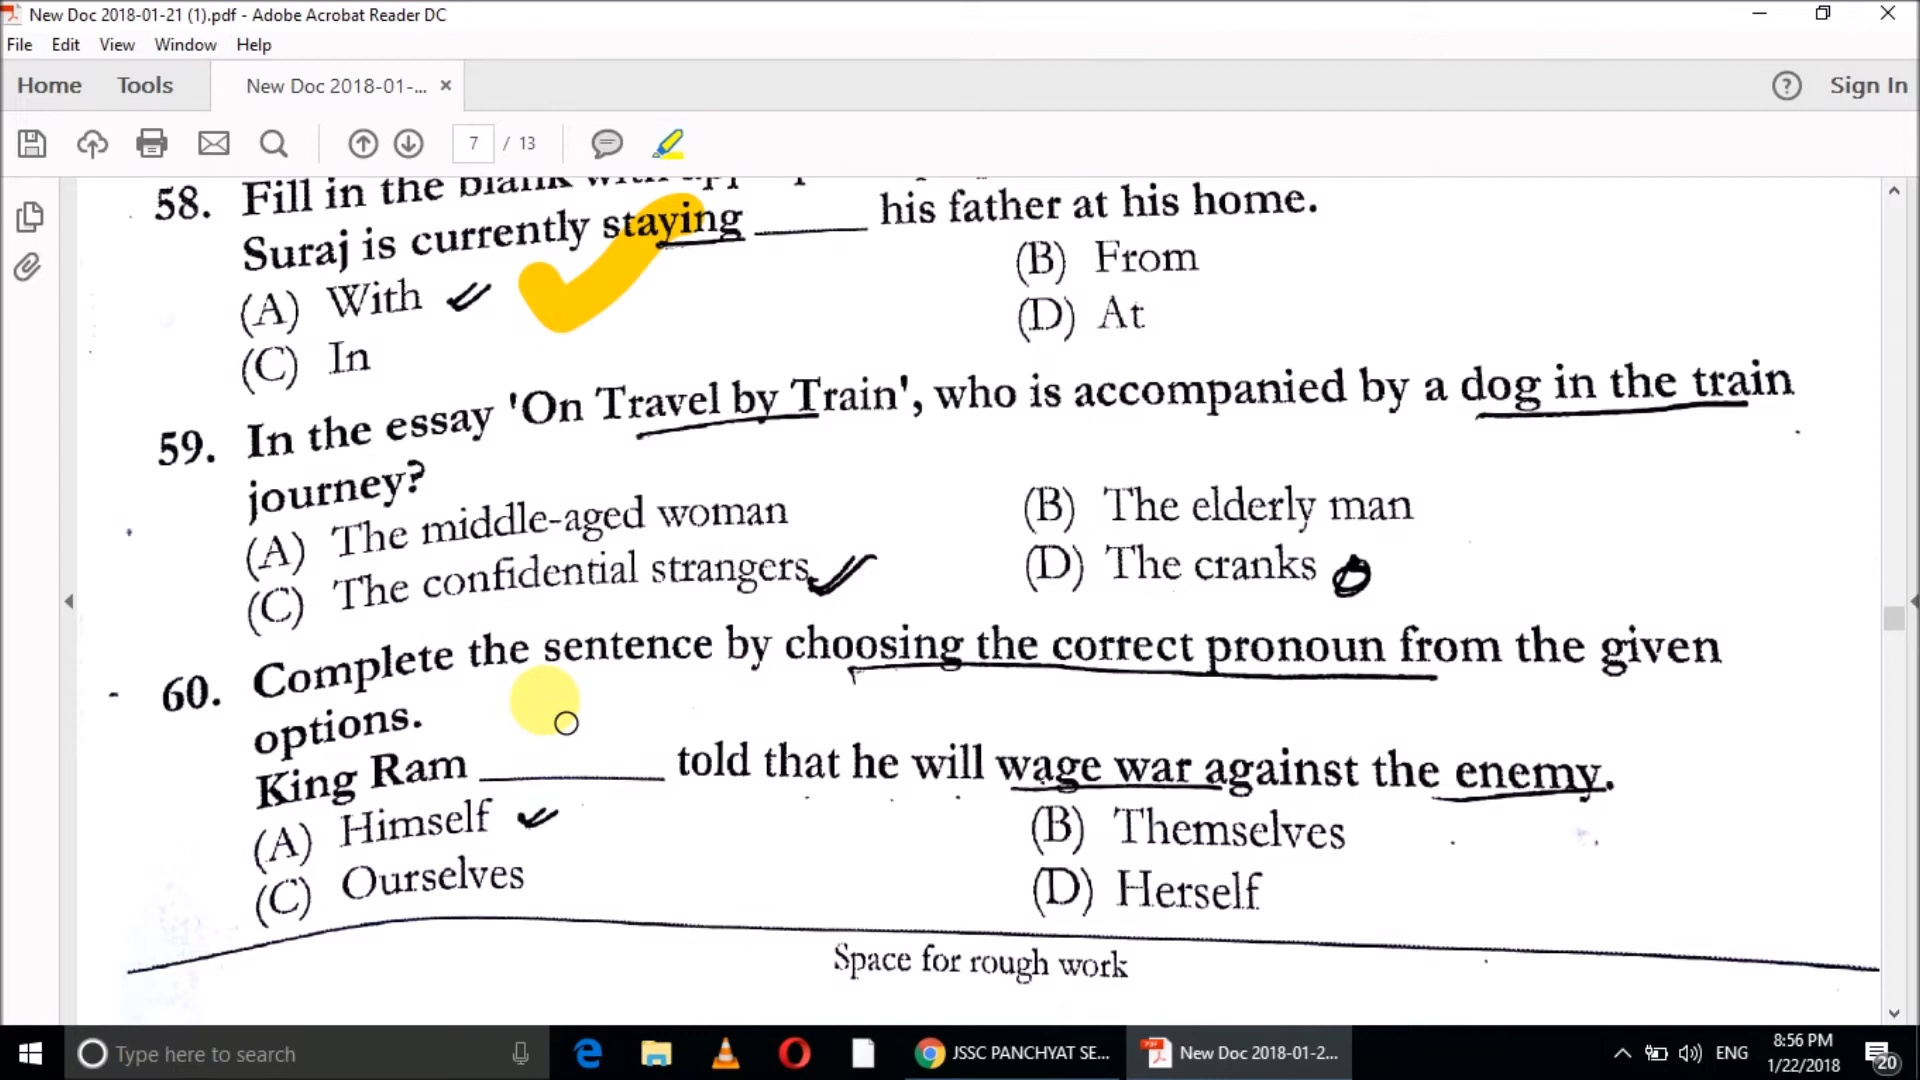 New Doc 2018-01-21 (1).pdf - Adobe Acrobat Reader DC
File Edit View Window Help
Home Tools New Doc 2018-01-... × Sign In
7 / 13
58. Fill in the blank with
Suraj is currently staying ______ his father at his home.
(A) With (B) From
(C) In (D) At
59. In the essay 'On Travel by Train', who is accompanied by a dog in the train
journey?
(A) The middle-aged woman (B) The elderly man
(C) The confidential strangers (D) The cranks
60. Complete the sentence by choosing the correct pronoun from the given
options.
King Ram ______ told that he will wage war against the enemy.
(A) Himself (B) Themselves
(C) Ourselves (D) Herself
Space for rough work
Type here to search JSSC PANCHYAT SE... New Doc 2018-01-2... ENG 8:56 PM
1/22/2018 20